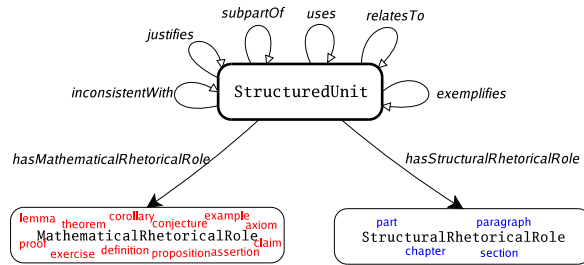 subpartOf uses relatesTo
justifies
inconsistentWith StructuredUnit exemplifies
hasMathematicalRhetoricalRole hasStructuralRhetoricalRole
lemma theorem corollary conjecture example axiom
MathematicalRhetoricalRole
proof exercise definition proposition assertion claim
part paragraph
StructuralRhetoricalRole
chapter section